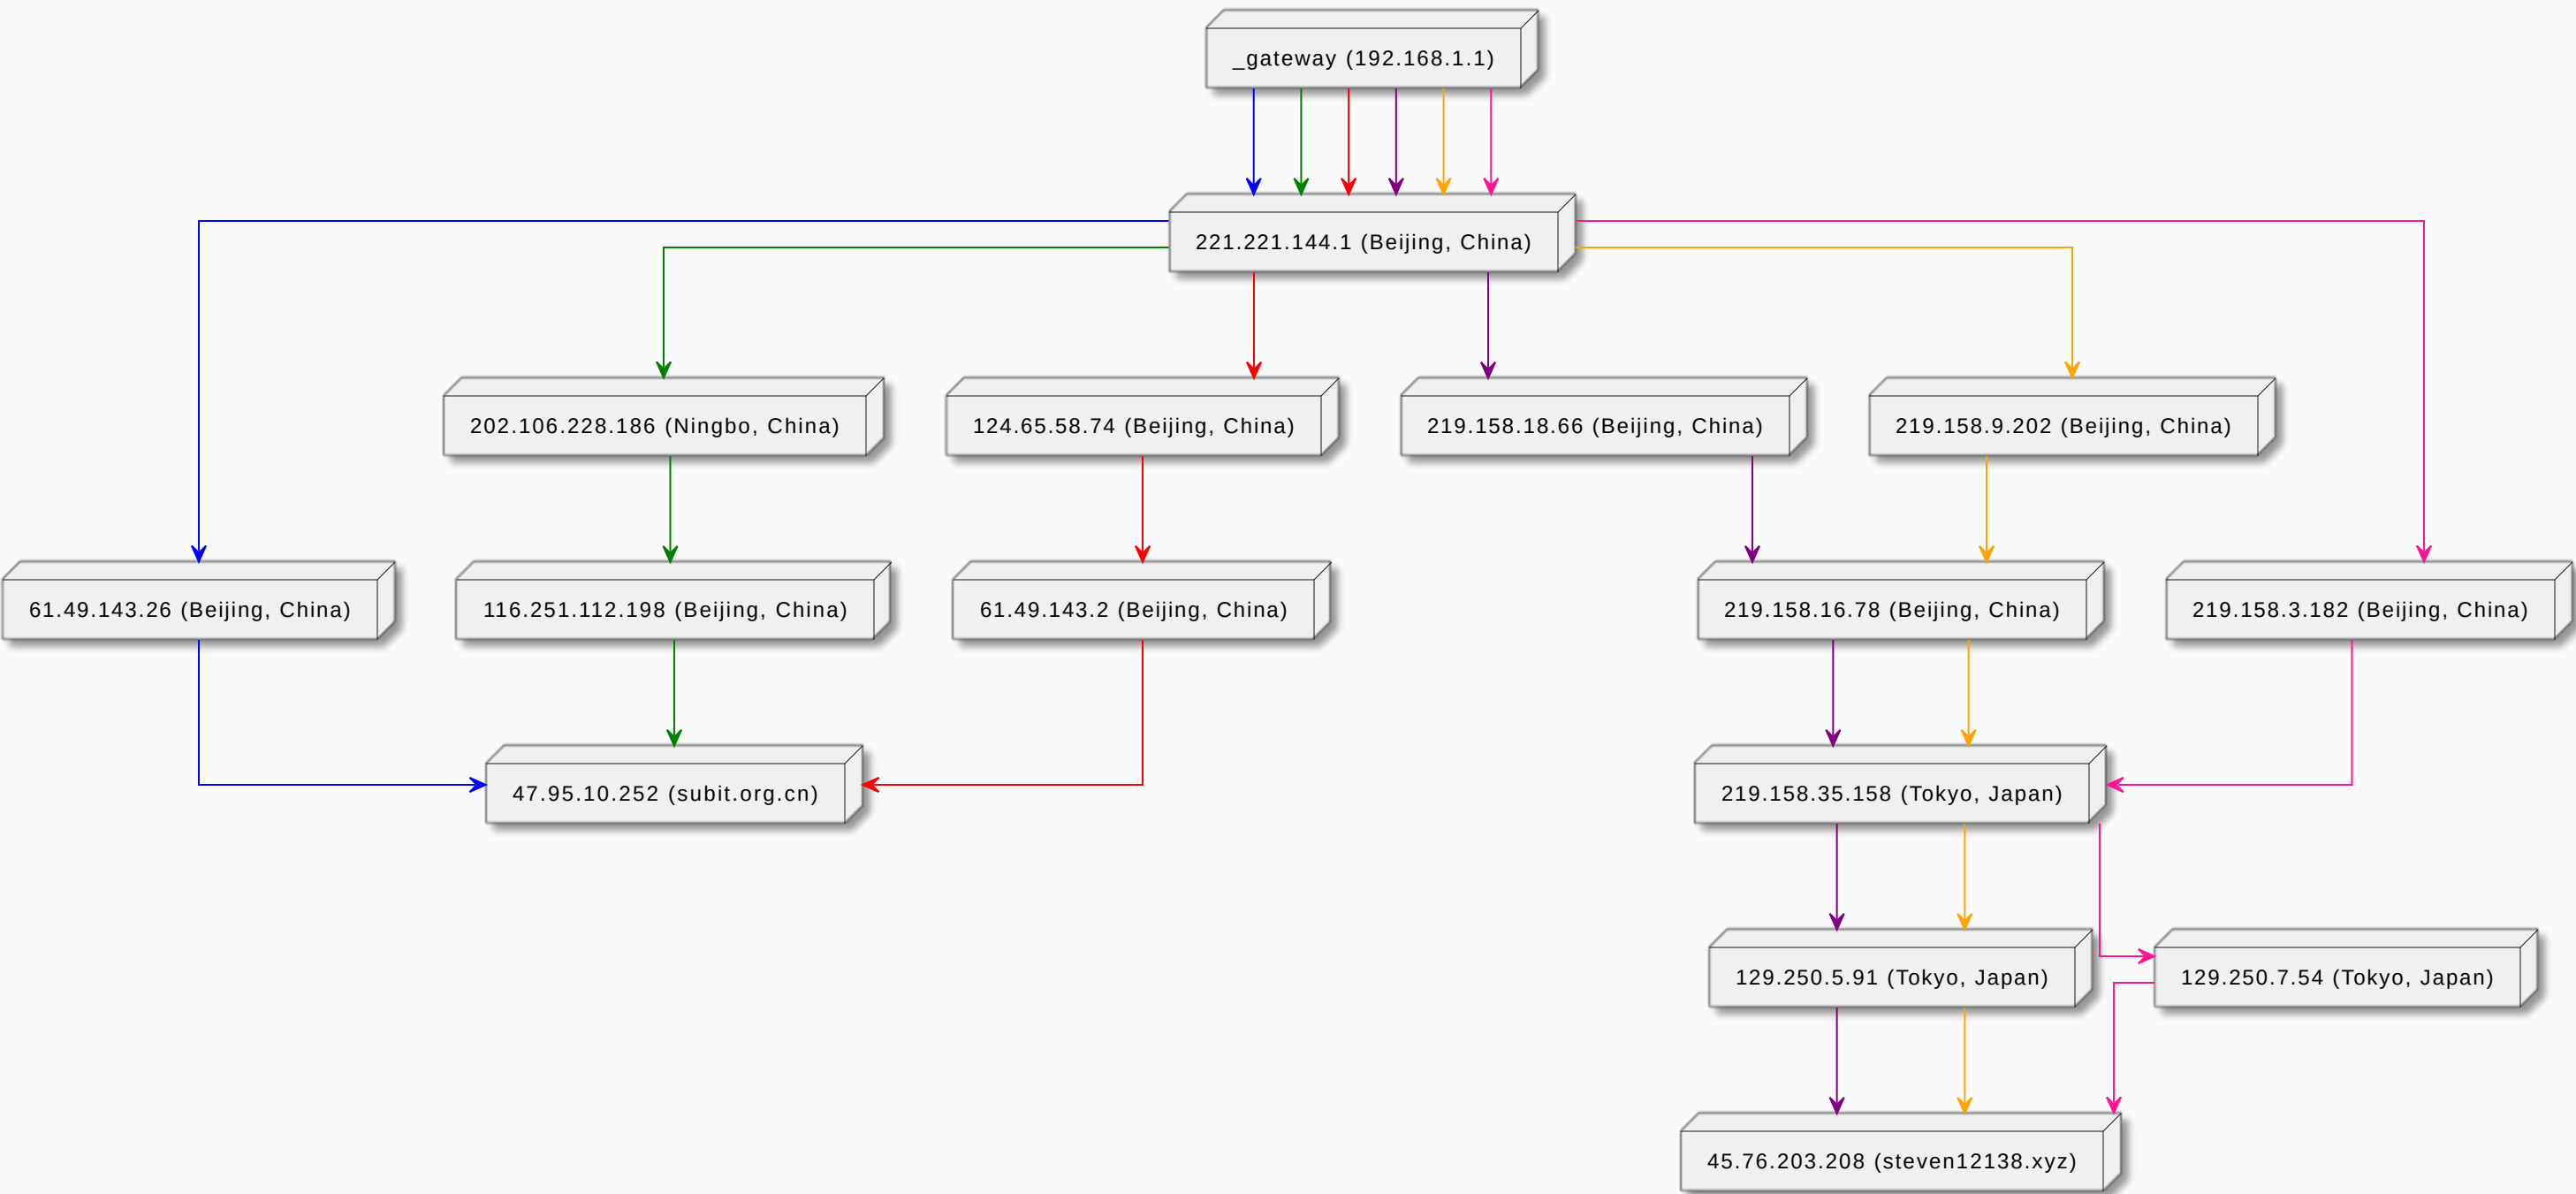 _gateway (192.168.1.1)
221.221.144.1 (Beijing, China)
202.106.228.186 (Ningbo, China)
124.65.58.74 (Beijing, China)
219.158.18.66 (Beijing, China)
219.158.9.202 (Beijing, China)
61.49.143.26 (Beijing, China)
116.251.112.198 (Beijing, China)
61.49.143.2 (Beijing, China)
219.158.16.78 (Beijing, China)
219.158.3.182 (Beijing, China)
47.95.10.252 (subit.org.cn)
219.158.35.158 (Tokyo, Japan)
129.250.5.91 (Tokyo, Japan)
129.250.7.54 (Tokyo, Japan)
45.76.203.208 (steven12138.xyz)